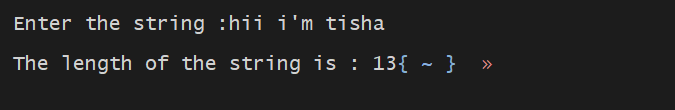 Enter the string :hii i'm tisha
The length of the string is : 13{ ~ }  »